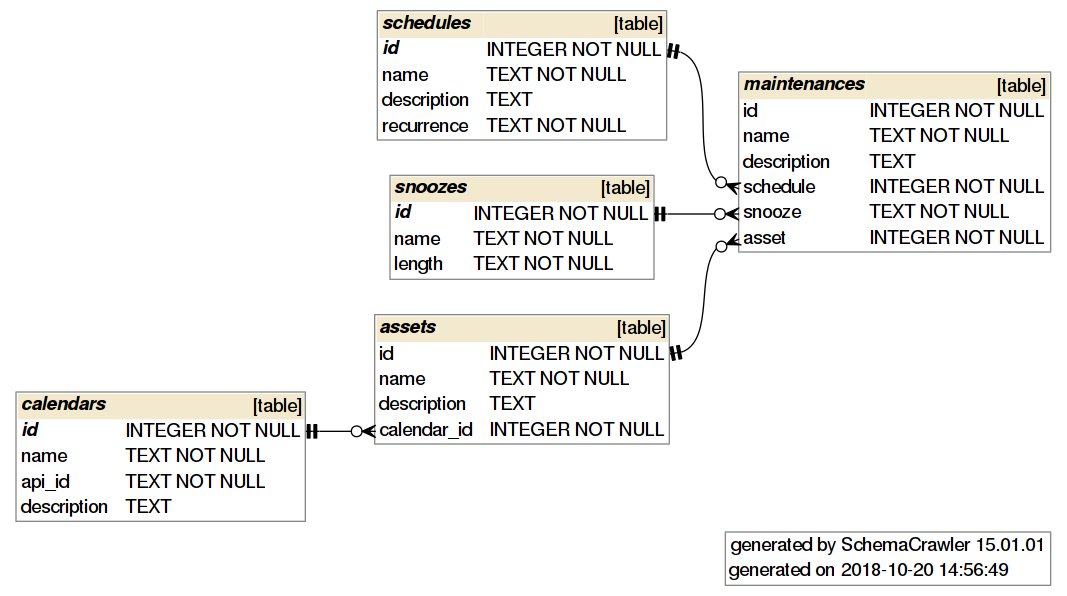 schedules [table]
id INTEGER NOT NULL
name TEXT NOT NULL
description TEXT
recurrence TEXT NOT NULL
maintenances [table]
id INTEGER NOT NULL
name TEXT NOT NULL
description TEXT
schedule INTEGER NOT NULL
snooze TEXT NOT NULL
asset INTEGER NOT NULL
snoozes [table]
id INTEGER NOT NULL
name TEXT NOT NULL
length TEXT NOT NULL
assets [table]
id INTEGER NOT NULL
name TEXT NOT NULL
description TEXT
calendar_id INTEGER NOT NULL
calendars [table]
id INTEGER NOT NULL
name TEXT NOT NULL
api_id TEXT NOT NULL
description TEXT
generated by SchemaCrawler 15.01.01
generated on 2018-10-20 14:56:49